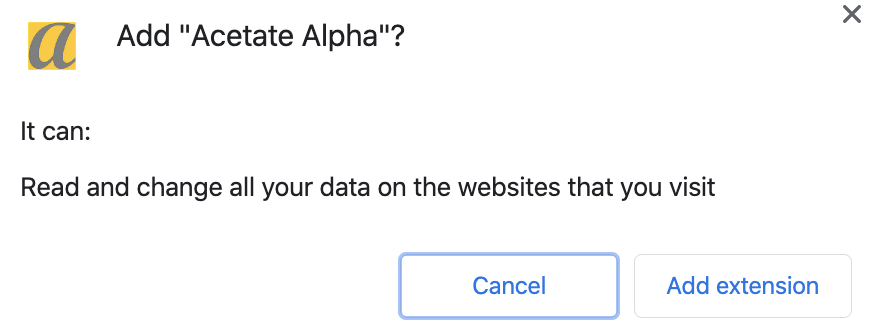 a
Add "Acetate Alpha"?
It can:
Read and change all your data on the websites that you visit
Cancel
Add extension